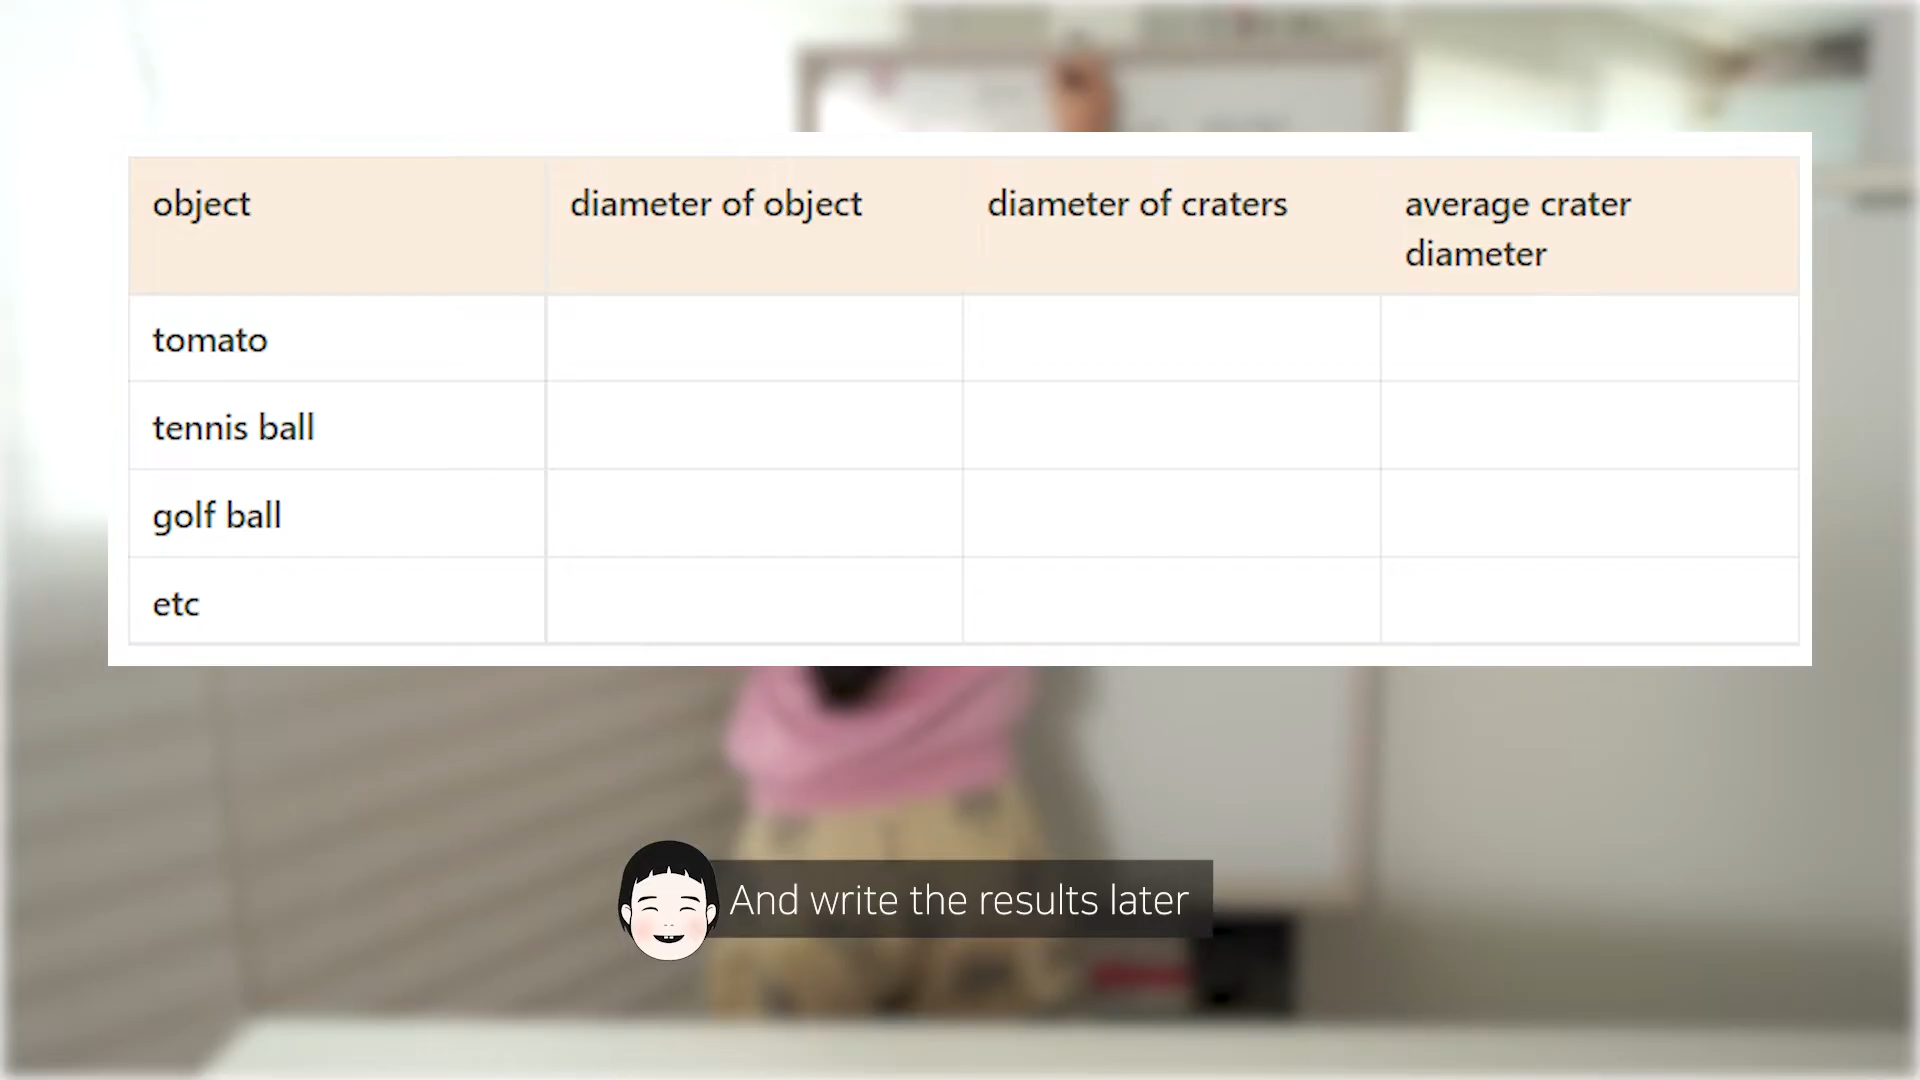 object
diameter of object
diameter of craters
average crater
diameter
tomato
tennis ball
golf ball
etc
And write the results later